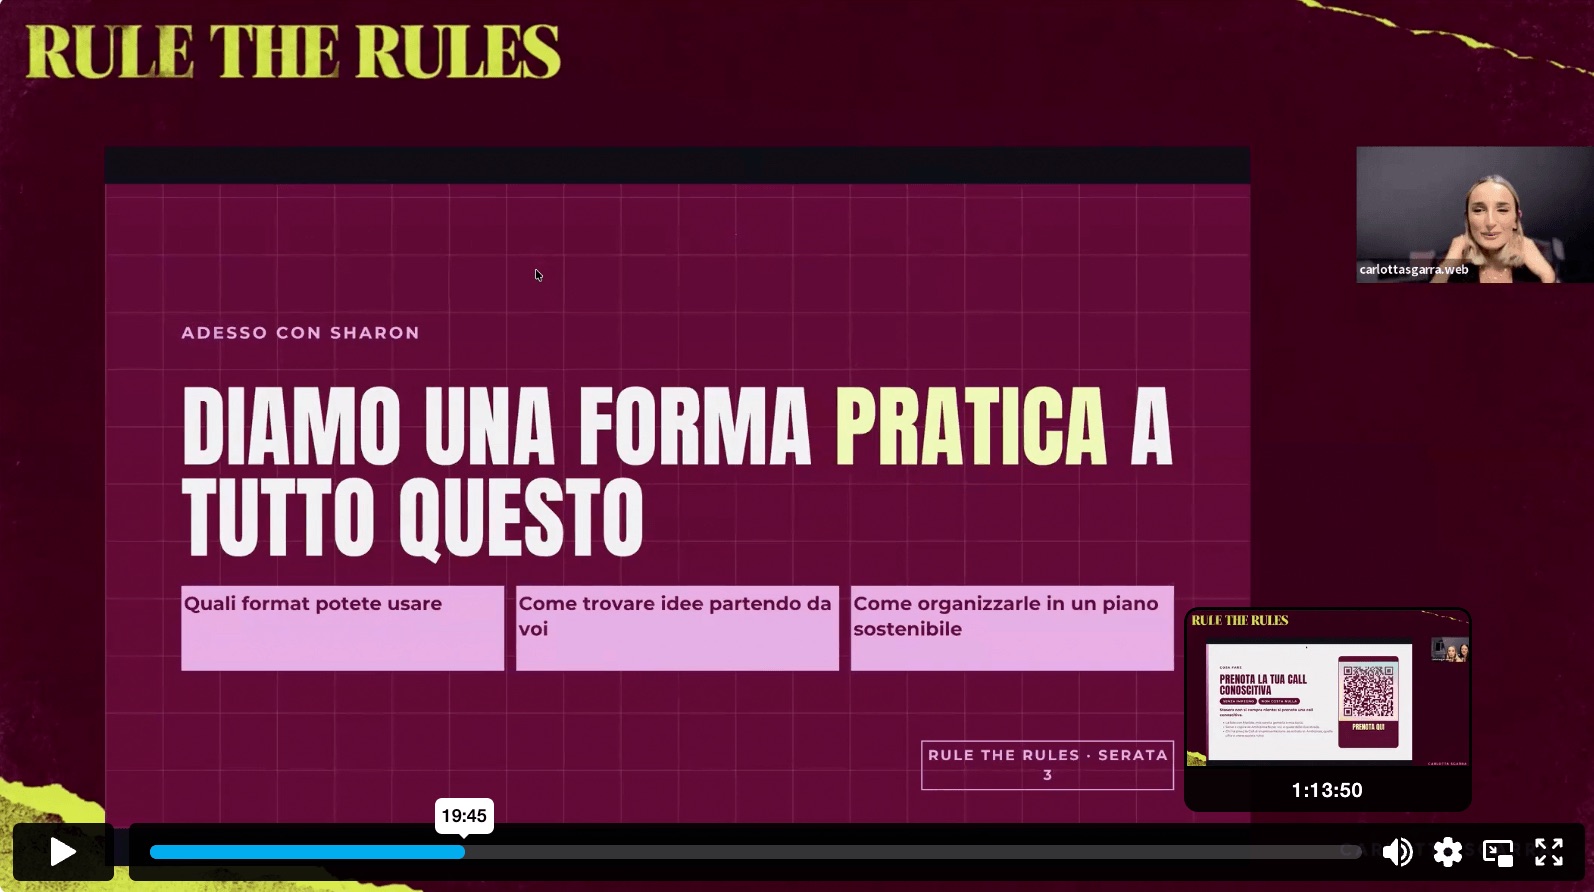 RULE THE RULES
carlottasgarra.web
ADESSO CON SHARON
DIAMO UNA FORMA PRATICA A
TUTTO QUESTO
Quali format potete usare
Come trovare idee partendo da
voi
Come organizzarle in un piano
sostenibile
RULE THE RULES · SERATA
3
RULE THE RULES
PRENOTA LA TUA CALL
CONOSCITIVA
PRENOTA QUI
CARLOTTA SGARRA
1:13:50
19:45